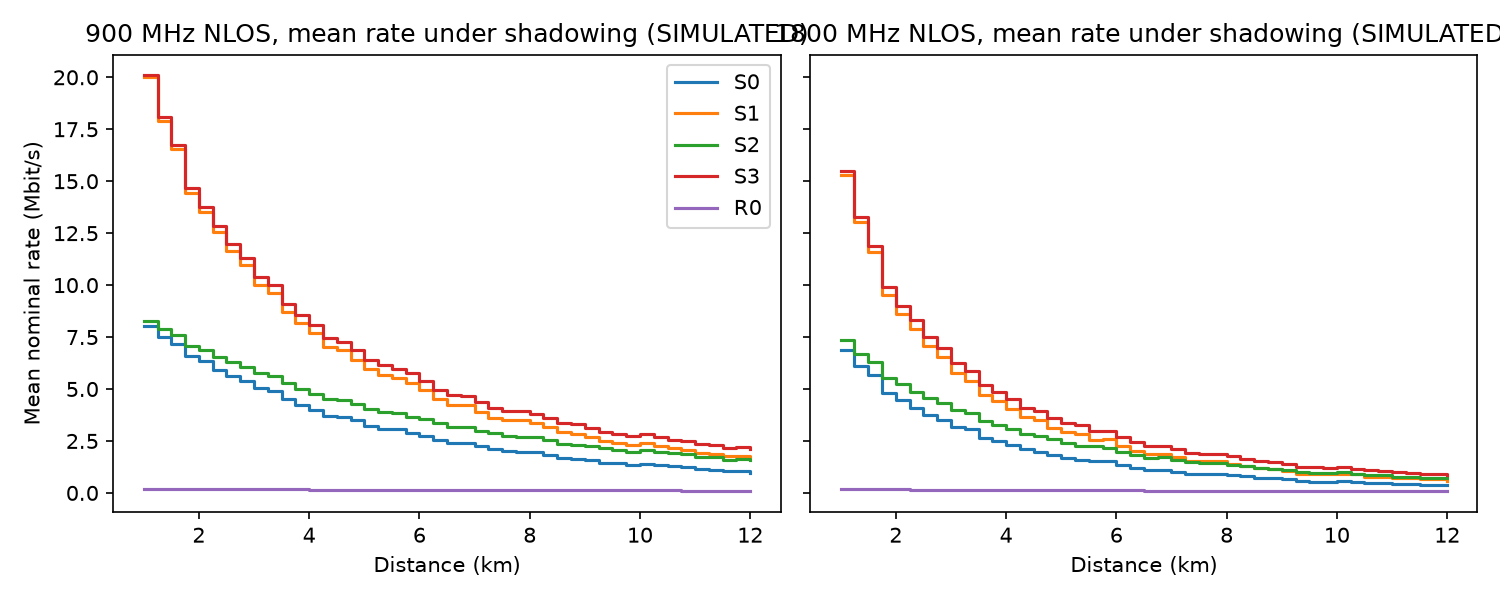 900 MHz NLOS, mean rate under shadowing (SIMULATED)
1800 MHz NLOS, mean rate under shadowing (SIMULATED
Mean nominal rate (Mbit/s)
20.0
17.5
15.0
12.5
10.0
7.5
5.0
2.5
0.0
S0
S1
S2
S3
R0
2 4 6 8 10 12
2 4 6 8 10 12
Distance (km)
Distance (km)